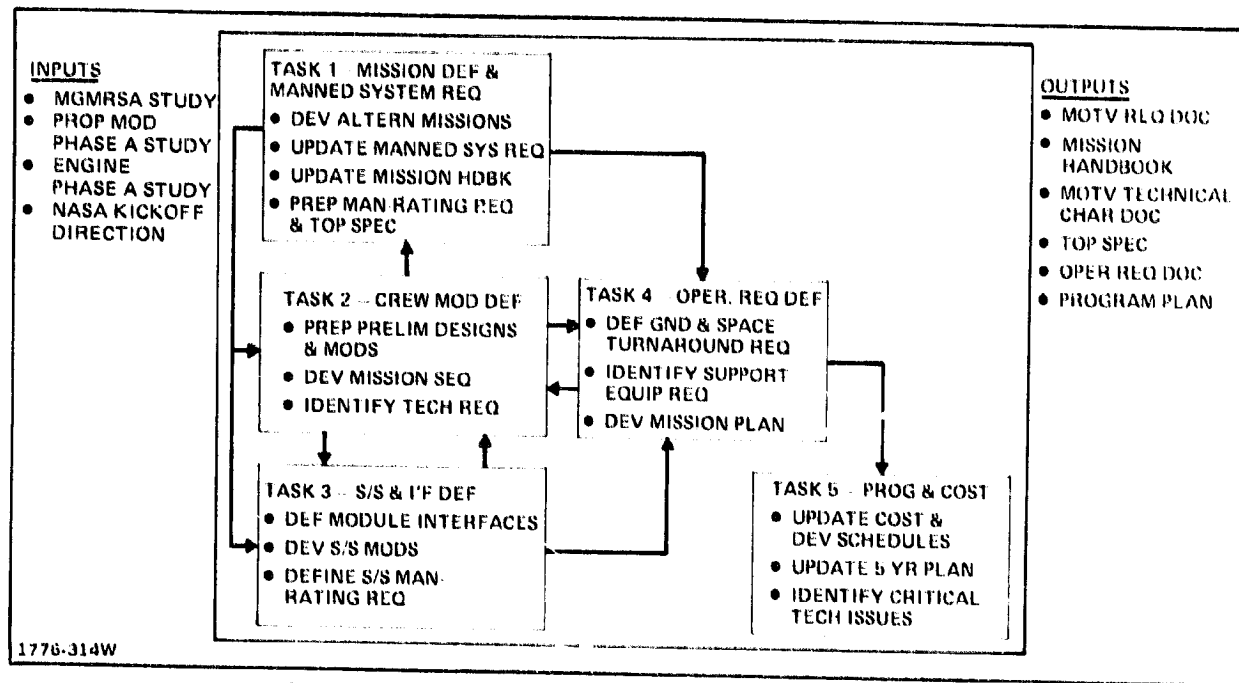 INPUTS
• MGMRSA STUDY
• PROP MOD
PHASE A STUDY
• ENGINE
PHASE A STUDY
• NASA KICKOFF
DIRECTION
TASK 1 – MISSION DEF &
MANNED SYSTEM REQ
• DEV ALTERN MISSIONS
• UPDATE MANNED SYS REQ
• UPDATE MISSION HDBK
• PREP MAN-RATING REQ
& TOP SPEC
TASK 2 – CREW MOD DEF
• PREP PRELIM DESIGNS
& MODS
• DEV MISSION SEQ
• IDENTIFY TECH REQ
TASK 3 – S/S & I/F DEF
• DEF MODULE INTERFACES
• DEV S/S MODS
• DEFINE S/S MAN-
RATING REQ
TASK 4 – OPER. REQ DEF
• DEF GND & SPACE
TURNAROUND REQ
• IDENTIFY SUPPORT
EQUIP REQ
• DEV MISSION PLAN
TASK 5 – PROG & COST
• UPDATE COST &
DEV SCHEDULES
• UPDATE 5 YR PLAN
• IDENTIFY CRITICAL
TECH ISSUES
OUTPUTS
• MOTV REQ DOC
• MISSION
HANDBOOK
• MOTV TECHNICAL
CHAR DOC
• TOP SPEC
• OPER REQ DOC
• PROGRAM PLAN
1776-314W